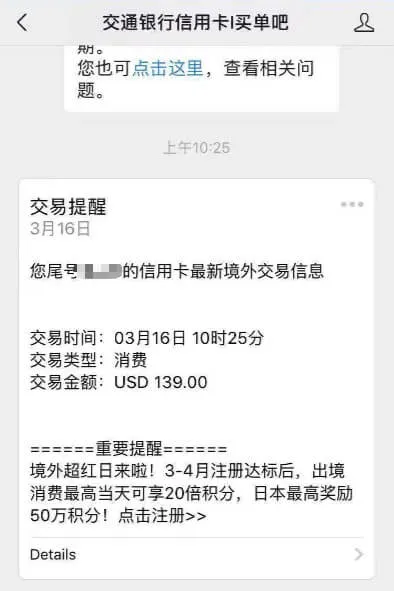 交通银行信用卡I买单吧
期。
您也可点击这里，查看相关问
题。
上午10:25
交易提醒
3月16日
您尾号的信用卡最新境外交易信息
交易时间：03月16日 10时25分
交易类型：消费
交易金额：USD 139.00
======重要提醒======
境外超红日来啦！3-4月注册达标后，出境
消费最高当天可享20倍积分，日本最高奖励
50万积分！点击注册>>
Details